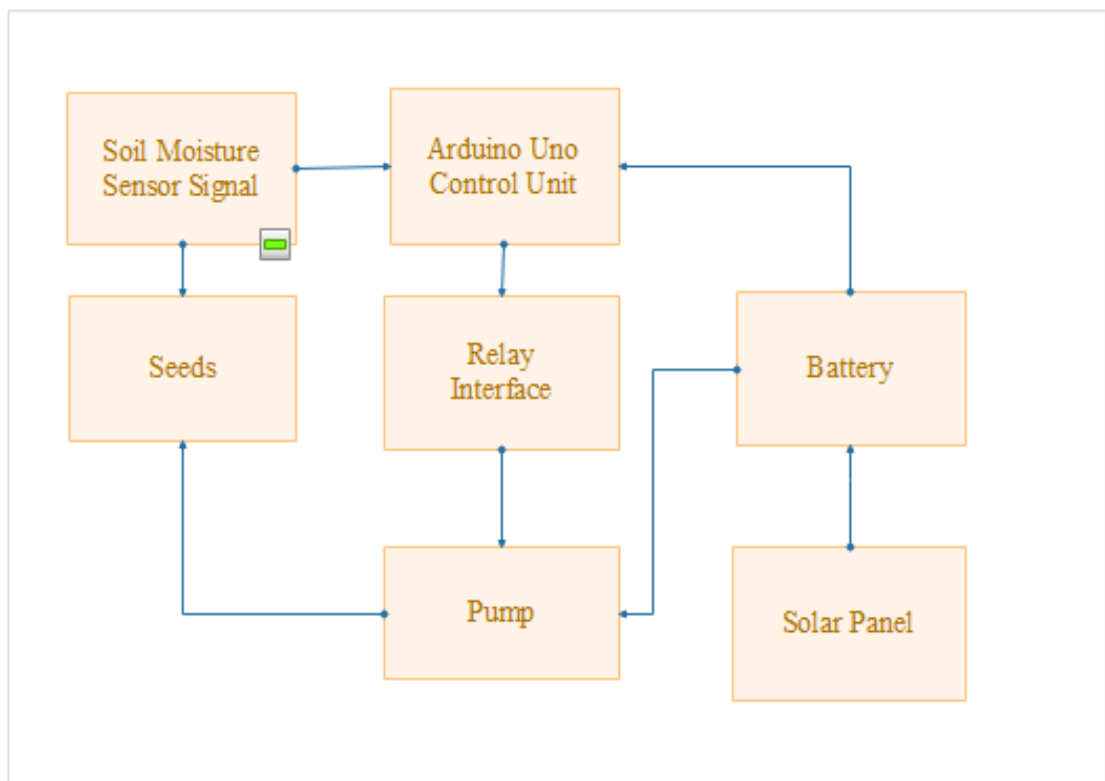 Soil Moisture
Sensor Signal
Arduino Uno
Control Unit
Seeds
Relay
Interface
Battery
Pump
Solar Panel